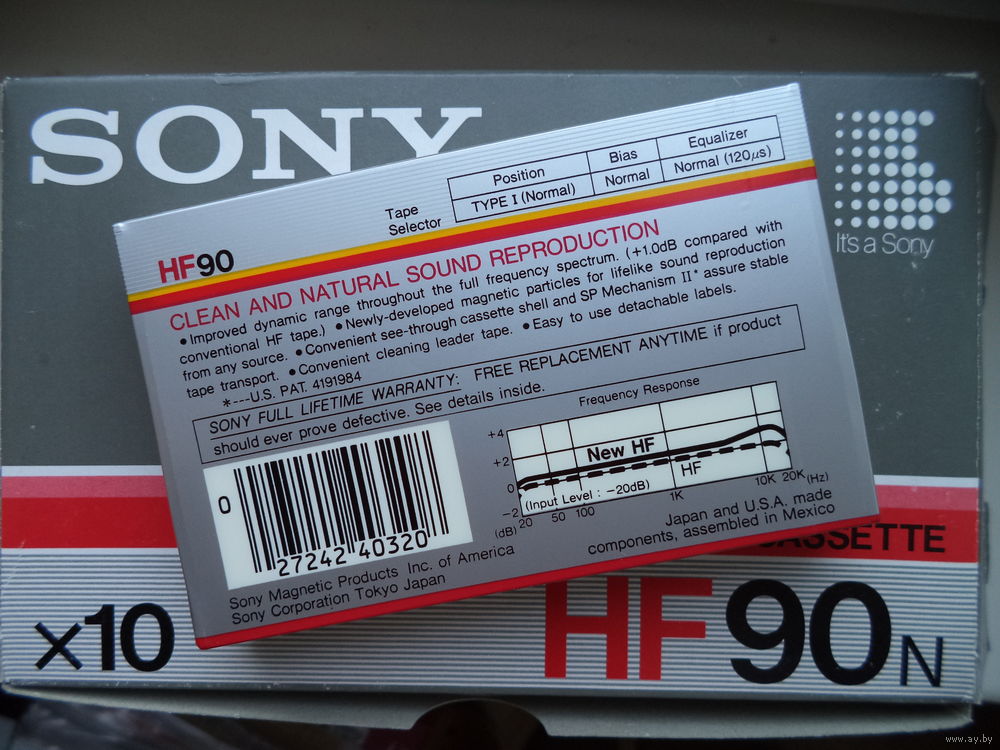 SONY
It's a Sony
Tape Selector
Position Bias Equalizer
TYPE I (Normal) Normal Normal (120μs)
HF90
CLEAN AND NATURAL SOUND REPRODUCTION
●Improved dynamic range throughout the full frequency spectrum. (+1.0dB compared with
conventional HF tape.) ●Newly-developed magnetic particles for lifelike sound reproduction
from any source. ●Convenient see-through cassette shell and SP Mechanism II* assure stable
tape transport. ●Convenient cleaning leader tape. ●Easy to use detachable labels.
*---U.S. PAT. 4191984
SONY FULL LIFETIME WARRANTY: FREE REPLACEMENT ANYTIME if product
should ever prove defective. See details inside.
Frequency Response
+4
+2
0
-2
(dB)
New HF
HF
(Input Level : -20dB)
20 50 100 1K 10K 20K (Hz)
0 27242 40320
Sony Magnetic Products Inc. of America
Sony Corporation Tokyo Japan
Japan and U.S.A. made
components, assembled in Mexico
CASSETTE
x10
HF90N
www.ay.by